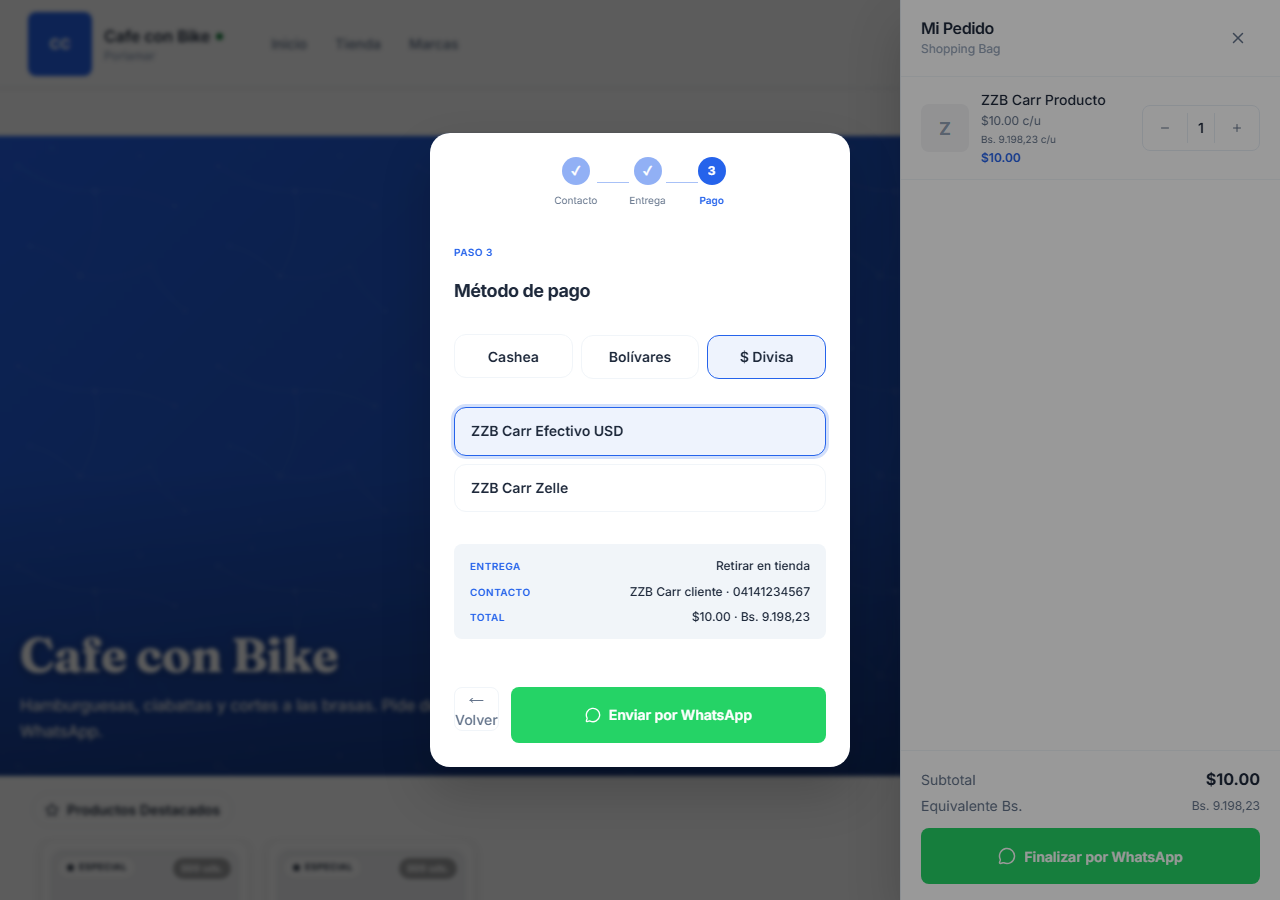 CC
Cafe con Bike
Porlamar
Inicio
Tienda
Marcas
Mi Pedido
Shopping Bag
Z
ZZB Carr Producto
$10.00 c/u
Bs. 9.198,23 c/u
$10.00
− 1 +
✓ ✓ 3
Contacto Entrega Pago
PASO 3
Método de pago
Cashea Bolívares $ Divisa
ZZB Carr Efectivo USD
ZZB Carr Zelle
ENTREGA Retirar en tienda
CONTACTO ZZB Carr cliente · 04141234567
TOTAL $10.00 · Bs. 9.198,23
← Volver
Enviar por WhatsApp
Cafe con Bike
Hamburguesas, ciabattas y cortes a las brasas. Pide
WhatsApp.
Productos Destacados
ESPECIAL
ESPECIAL
Subtotal $10.00
Equivalente Bs. Bs. 9.198,23
Finalizar por WhatsApp